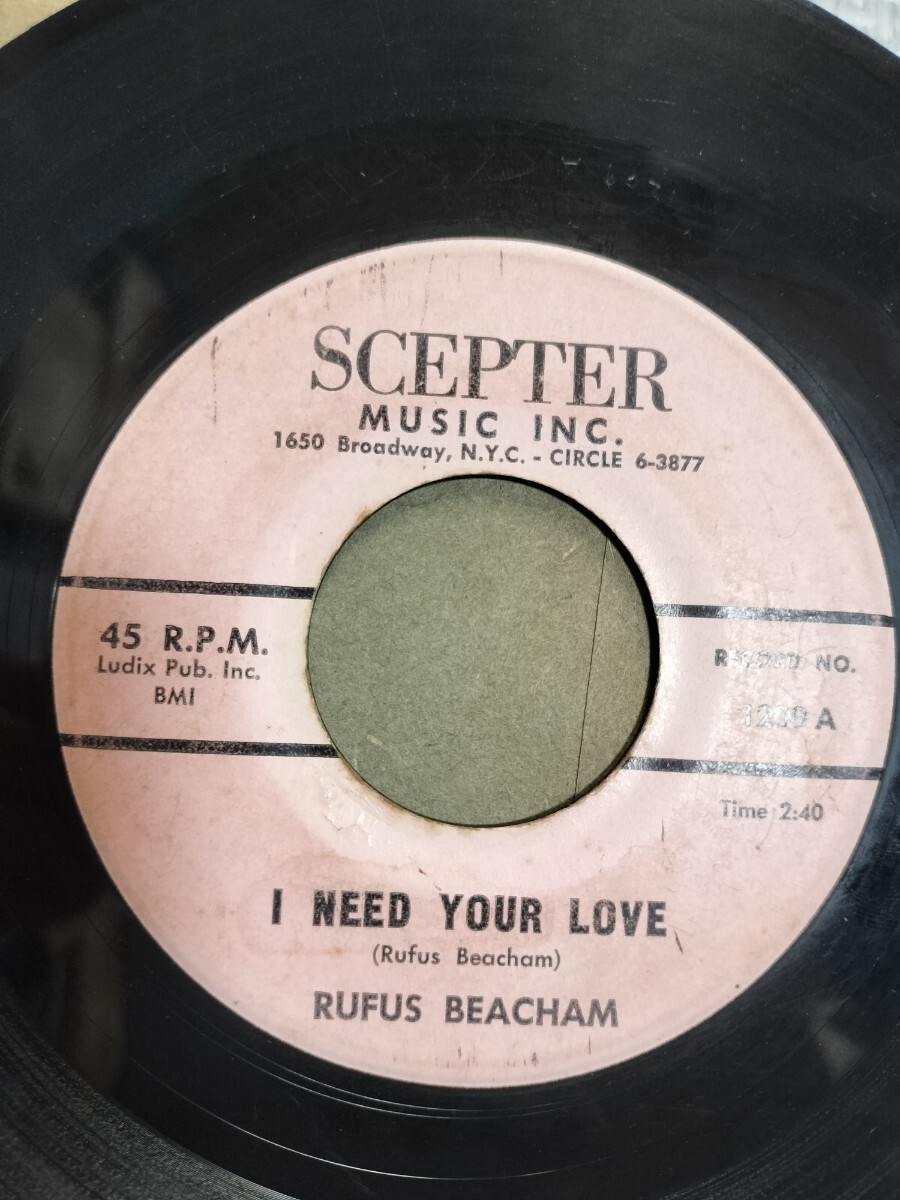 SCEPTER
MUSIC INC.
1650 Broadway, N.Y.C. - CIRCLE 6-3877
45 R.P.M.
Ludix Pub. Inc.
BMI
RECORD NO.
A
Time 2:40
I NEED YOUR LOVE
(Rufus Beacham)
RUFUS BEACHAM